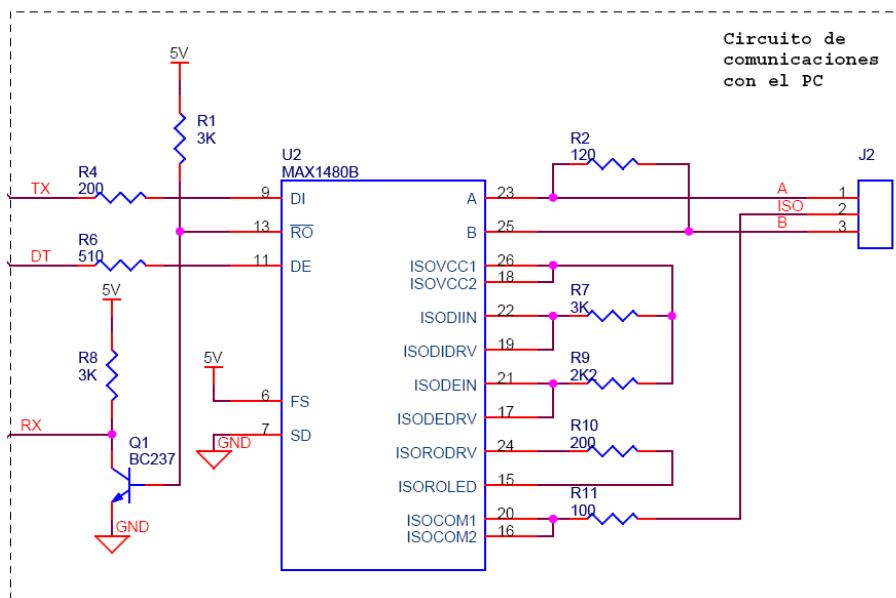 Circuito de
comunicaciones
con el PC
5V
R1
3K
U2
MAX1480B
R2
120
J2
R4
200
TX
9
DI
A
23
A
1
ISO
2
13
RO
B
25
B
3
R6
510
DT
11
DE
ISOVCC1
26
ISOVCC2
18
R7
3K
ISODIIN
22
5V
ISODIDRV
19
R8
3K
5V
R9
2K2
ISODEIN
21
6
FS
ISODEDRV
17
RX
7
SD
GND
R10
200
ISORODRV
24
Q1
BC237
ISOROLED
15
R11
100
ISOCOM1
20
ISOCOM2
16
GND